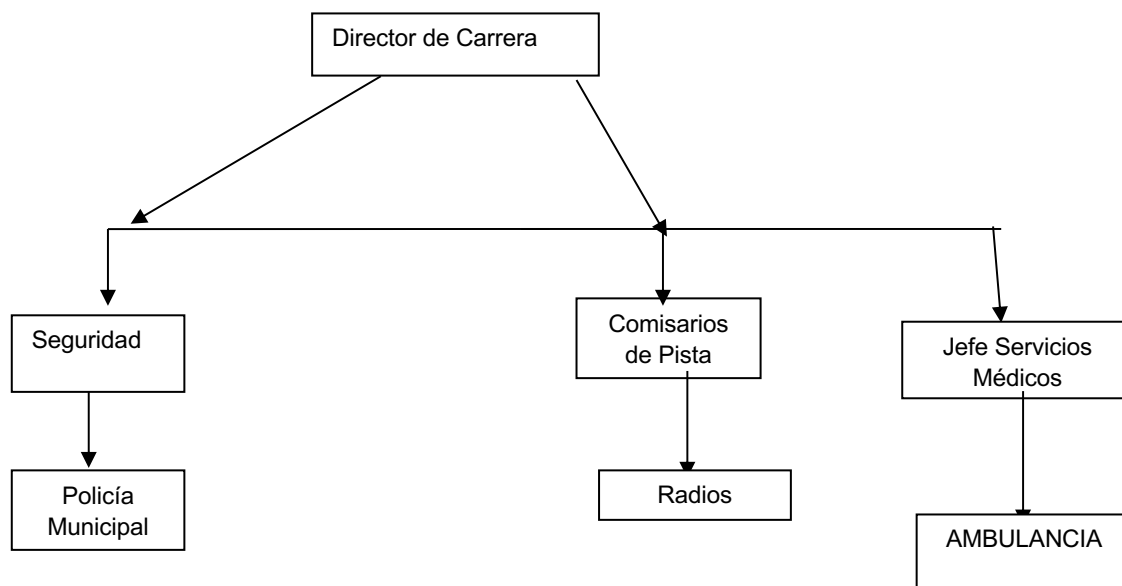 Director de Carrera
Seguridad
Comisarios
de Pista
Jefe Servicios
Médicos
Policía
Municipal
Radios
AMBULANCIA